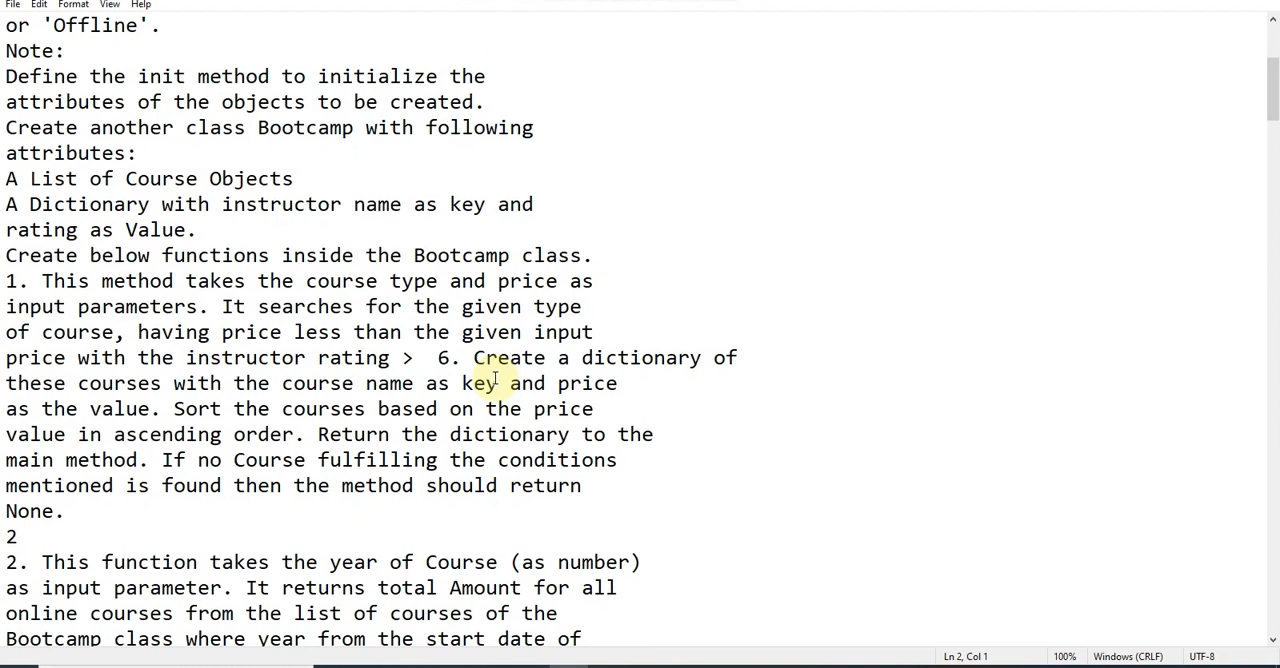 File Edit Format View Help
or 'Offline'.
Note:
Define the init method to initialize the
attributes of the objects to be created.
Create another class Bootcamp with following
attributes:
A List of Course Objects
A Dictionary with instructor name as key and
rating as Value.
Create below functions inside the Bootcamp class.
1. This method takes the course type and price as
input parameters. It searches for the given type
of course, having price less than the given input
price with the instructor rating >  6. Create a dictionary of
these courses with the course name as key and price
as the value. Sort the courses based on the price
value in ascending order. Return the dictionary to the
main method. If no Course fulfilling the conditions
mentioned is found then the method should return
None.
2
2. This function takes the year of Course (as number)
as input parameter. It returns total Amount for all
online courses from the list of courses of the
Bootcamp class where year from the start date of
Ln 2, Col 1 100% Windows (CRLF) UTF-8